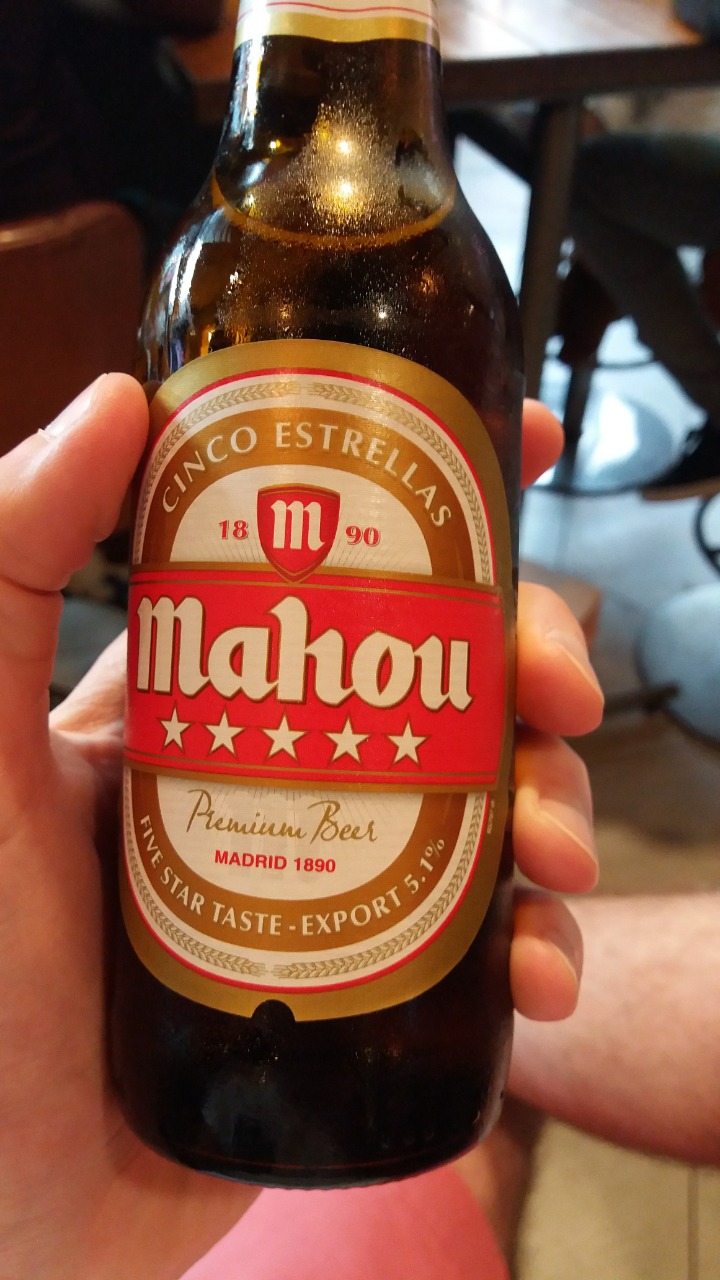 CINCO ESTRELLAS
18 m 90
Mahou
Premium Beer
MADRID 1890
FIVE STAR TASTE - EXPORT 5.1%